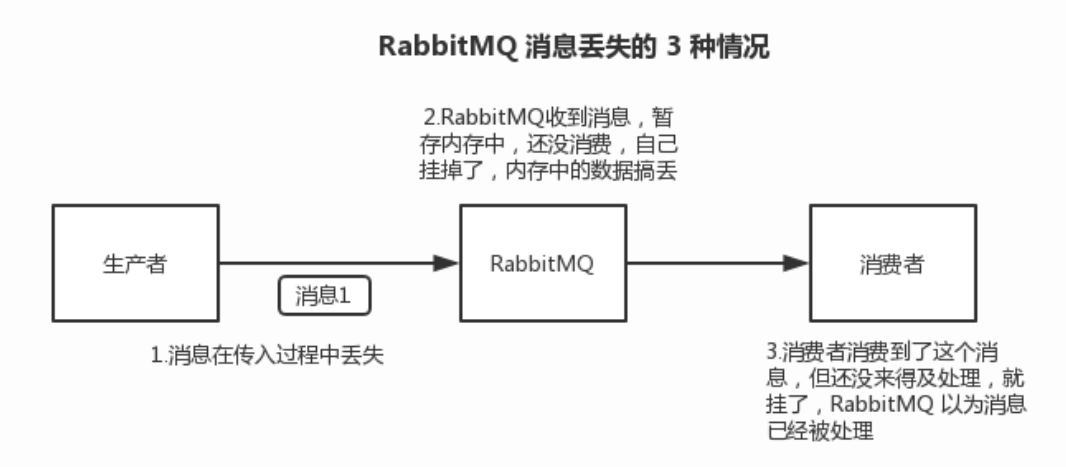 RabbitMQ 消息丢失的 3 种情况
2.RabbitMQ收到消息，暂
存内存中，还没消费，自己
挂掉了，内存中的数据搞丢
生产者
RabbitMQ
消费者
消息1
1.消息在传入过程中丢失
3.消费者消费到了这个消
息，但还没来得及处理，就
挂了，RabbitMQ 以为消息
已经被处理